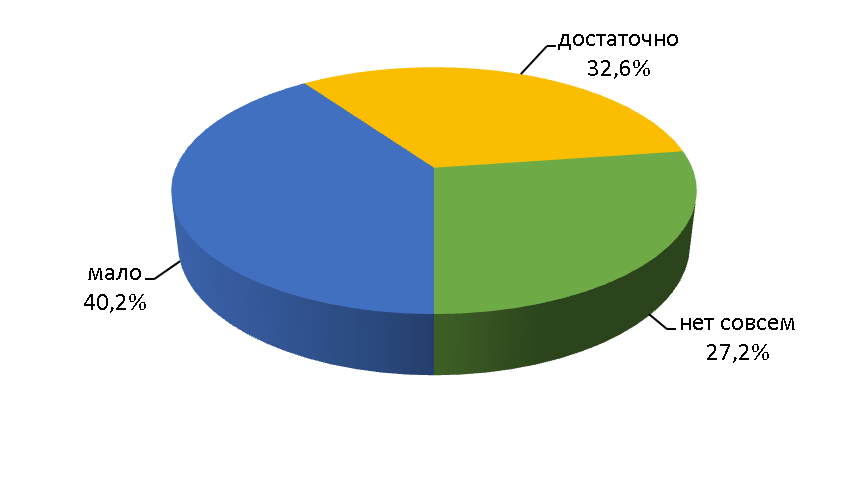 достаточно
32,6%
мало
40,2%
нет совсем
27,2%